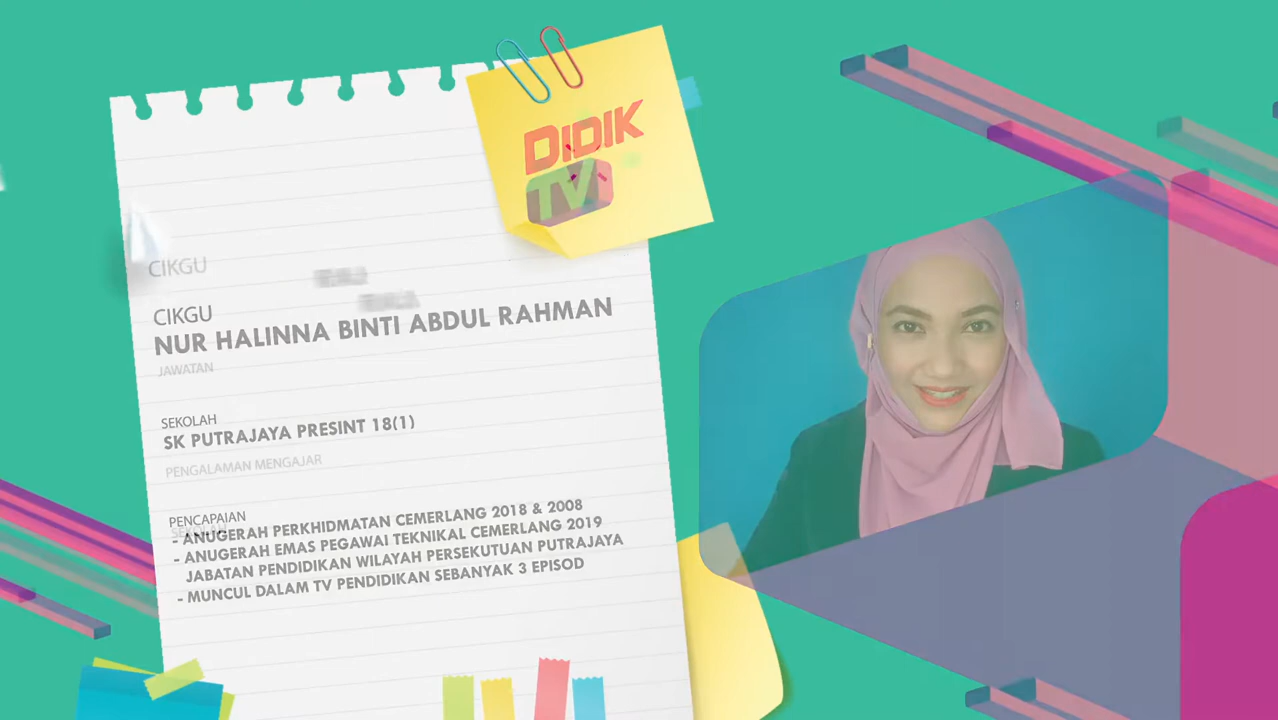 DIDIK
TV
CIKGU
CIKGU
NUR HALINNA BINTI ABDUL RAHMAN
JAWATAN
SEKOLAH
SK PUTRAJAYA PRESINT 18(1)
PENGALAMAN MENGAJAR
PENCAPAIAN
SEKOLAH
- ANUGERAH PERKHIDMATAN CEMERLANG 2018 & 2008
- ANUGERAH EMAS PEGAWAI TEKNIKAL CEMERLANG 2019
JABATAN PENDIDIKAN WILAYAH PERSEKUTUAN PUTRAJAYA
- MUNCUL DALAM TV PENDIDIKAN SEBANYAK 3 EPISOD